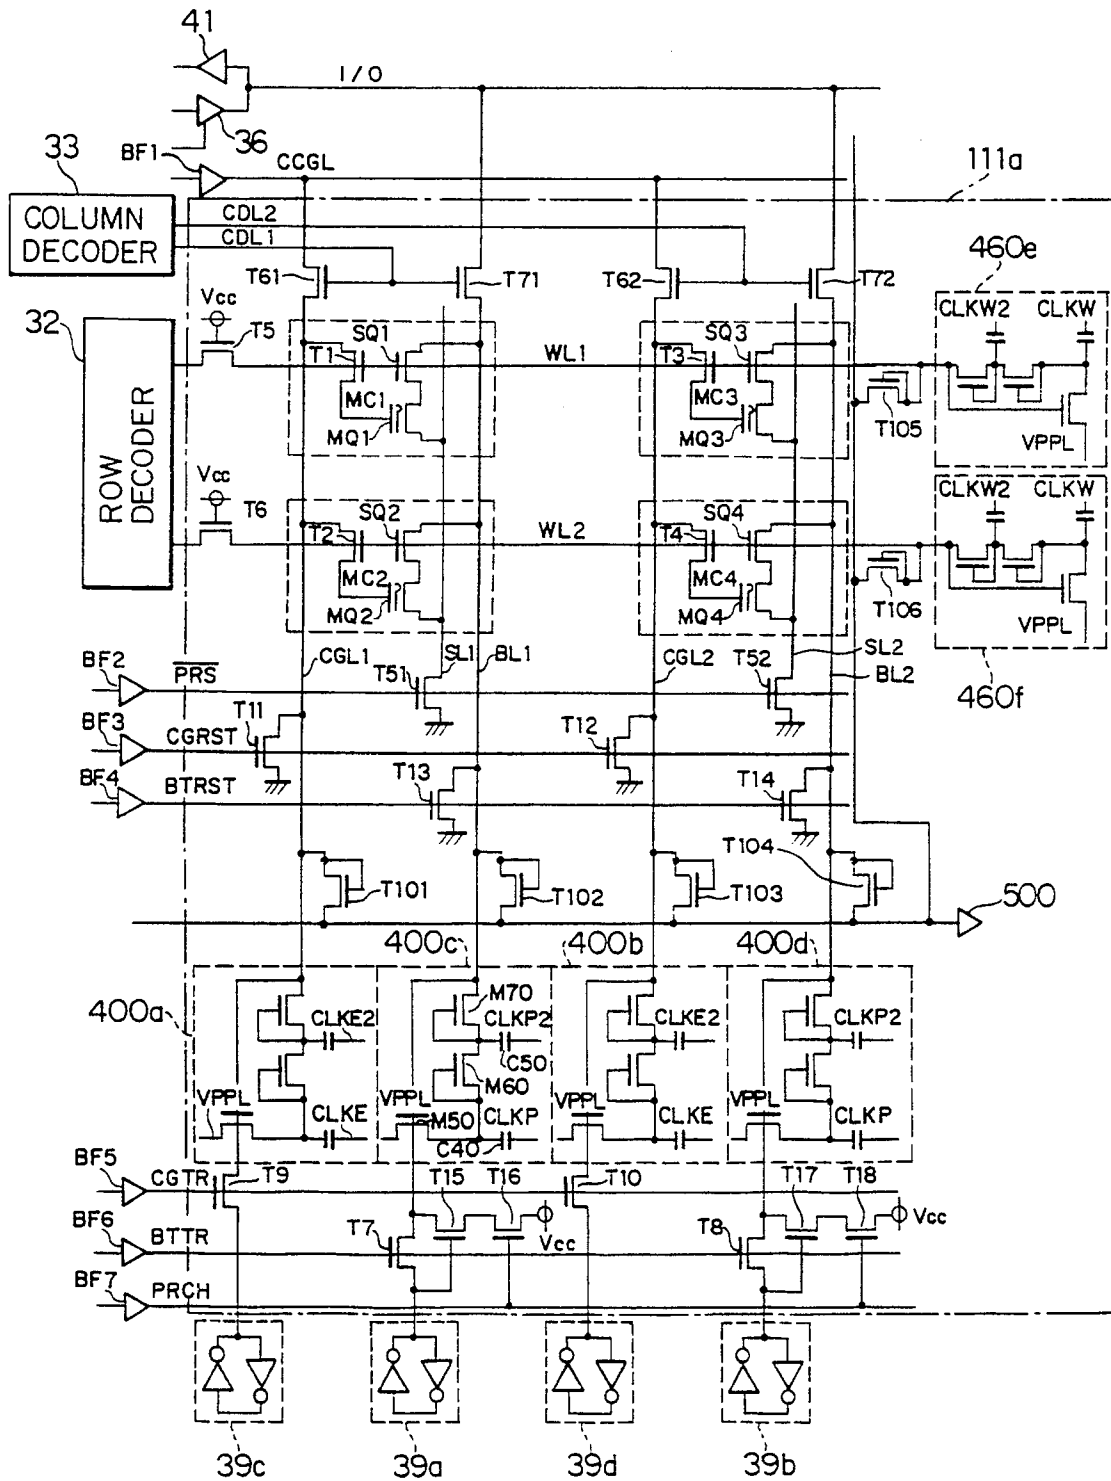 41
I/O
36
33
BF1
CCGL
111a
COLUMN DECODER
CDL2
CDL1
T61
T71
T62
T72
460e
CLKW2 CLKW
32
Vcc
T5
SQ1
SQ3
T1
WL1
T3
MC1
MC3
MQ1
MQ3
T105
VPPL
ROW DECODER
Vcc
T6
SQ2
SQ4
CLKW2 CLKW
T2
WL2
T4
MC2
MC4
MQ2
MQ4
T106
VPPL
460f
BF2
PRS
CGL1
T51
SL1
BL1
CGL2
T52
SL2
BL2
BF3
CGRST
T11
T12
BF4
BTRST
T13
T14
T101
T102
T103
T104
500
400a
400c
400b
400d
M70
CLKE2
CLKP2
CLKE2
CLKP2
C50
M60
VPPL
VPPL
VPPL
VPPL
CLKE
M50
CLKP
CLKE
CLKP
C40
BF5
CGTR
T9
T15
T16
T10
T17
T18
BF6
BTTR
T7
Vcc
T8
Vcc
BF7
PRCH
39c
39a
39d
39b